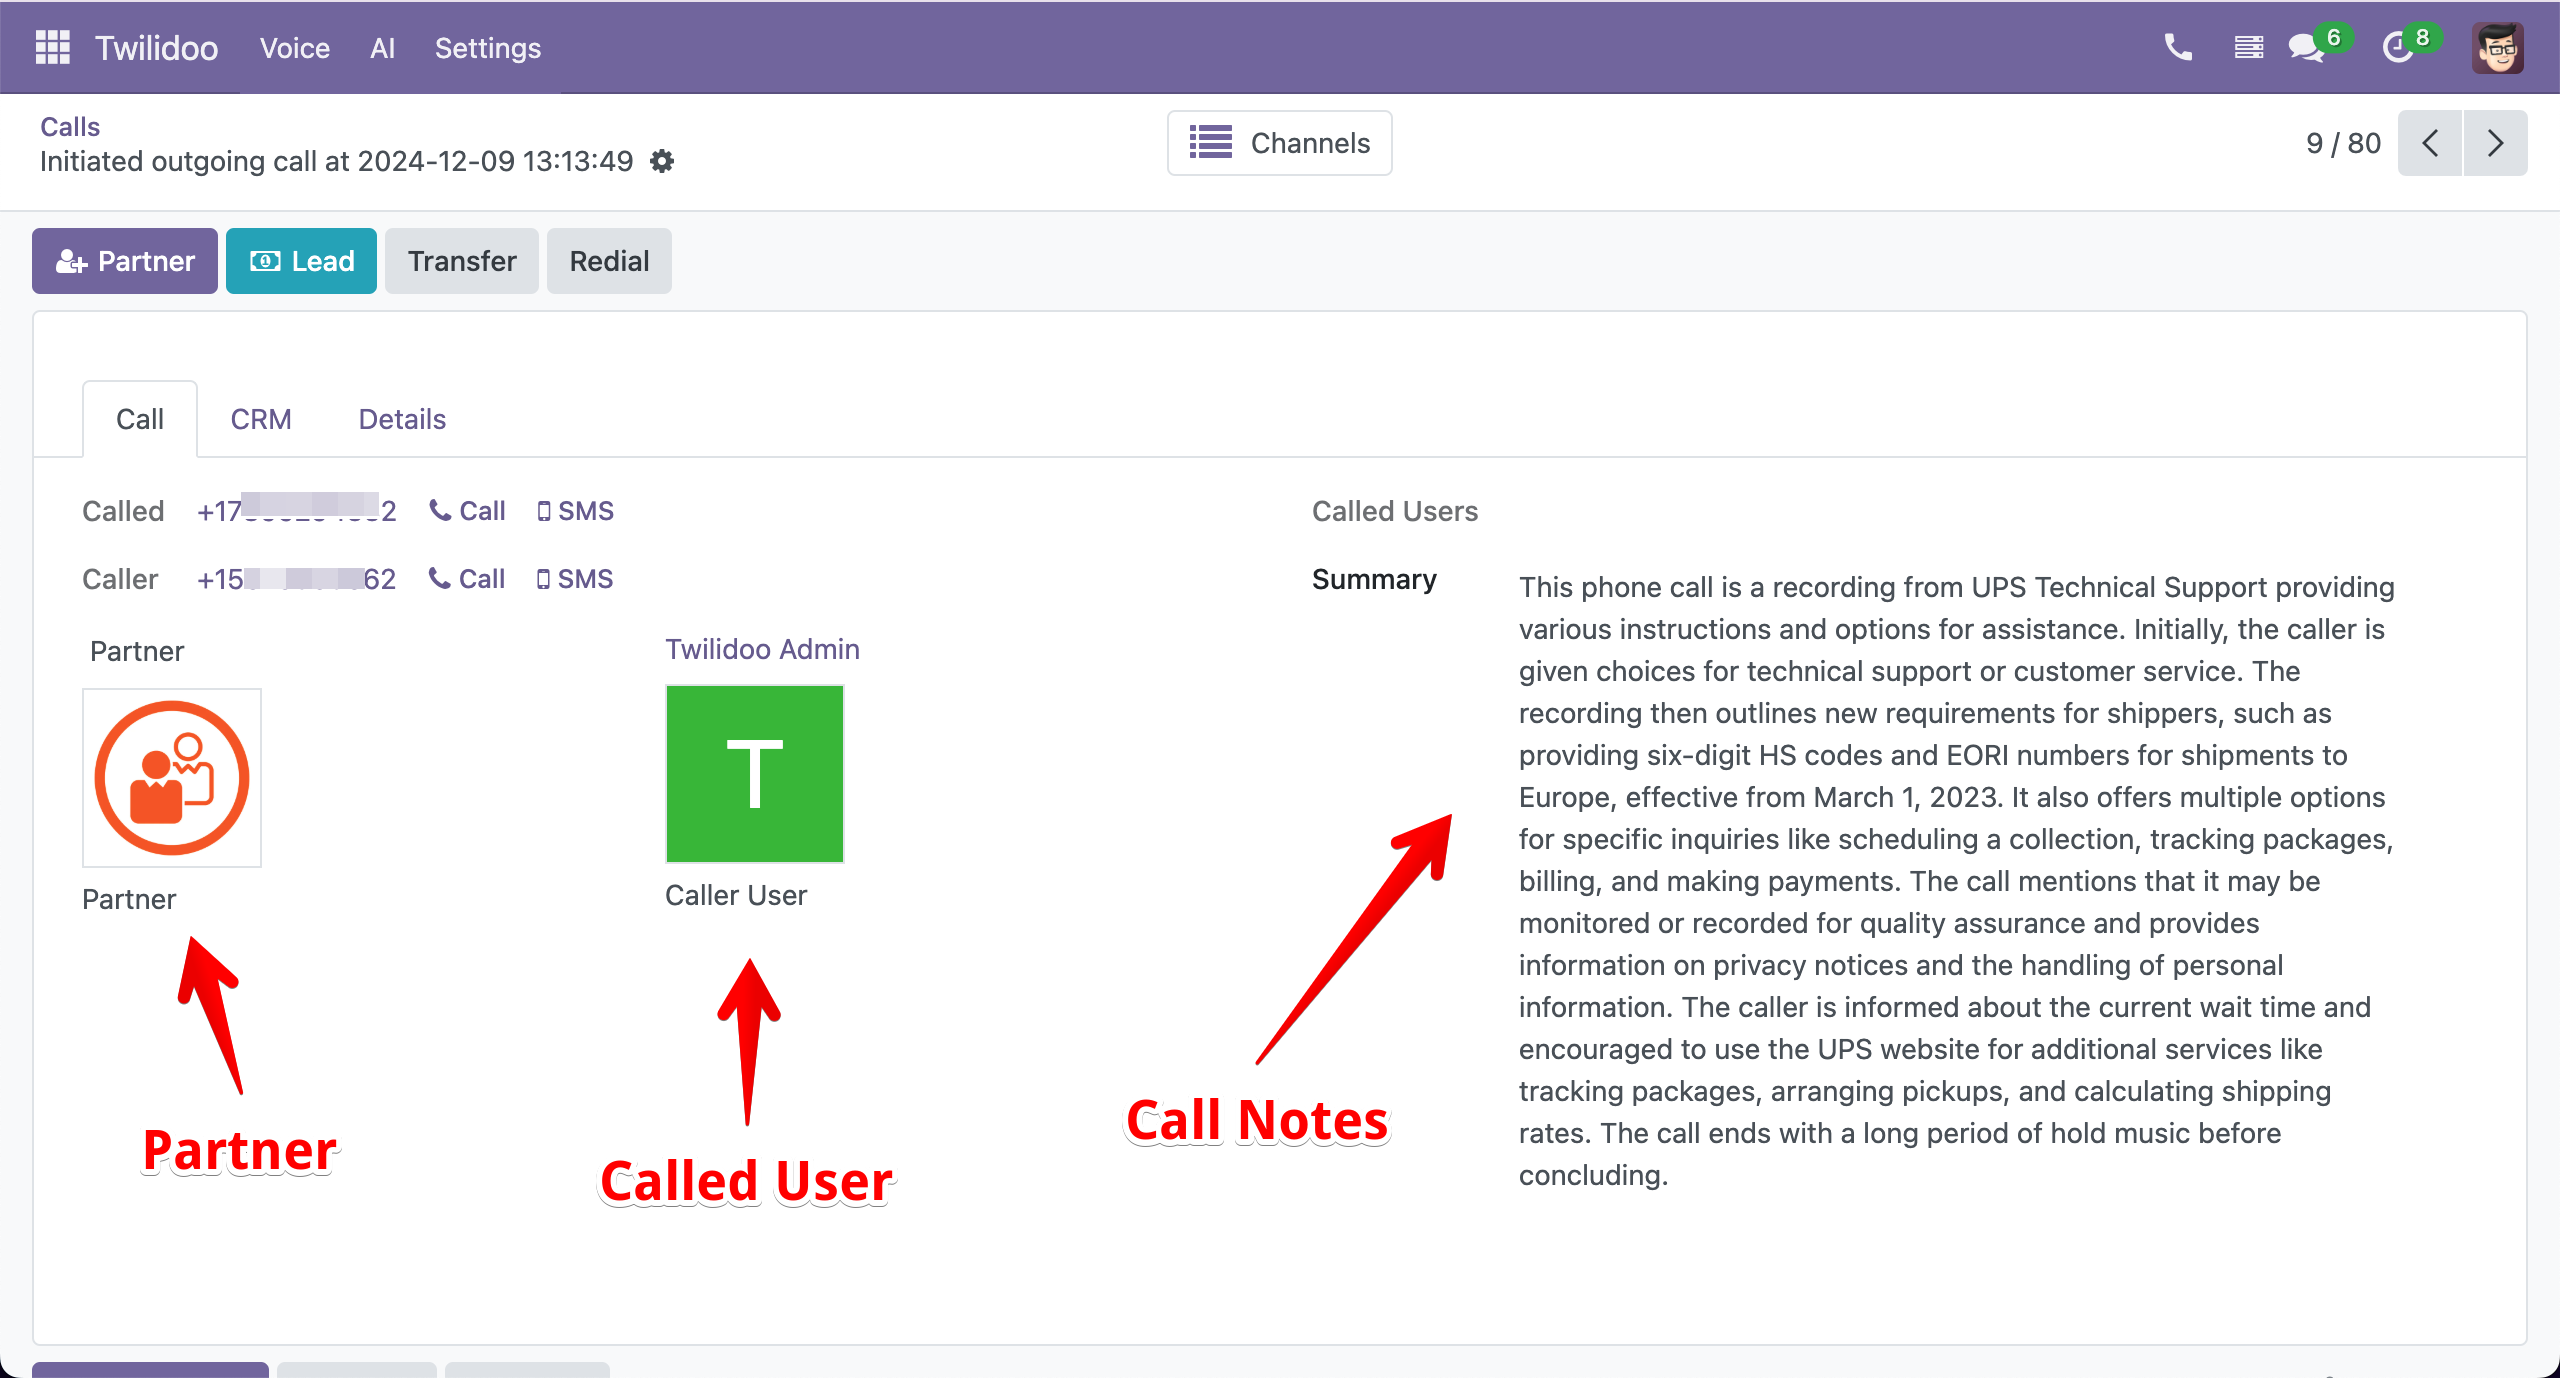 Twilidoo Voice AI Settings 6 8
Calls
Initiated outgoing call at 2024-12-09 13:13:49
Channels
9 / 80
Partner Lead Transfer Redial
Call CRM Details
Called +17 2 Call SMS
Caller +15 62 Call SMS
Partner
Partner
Twilidoo Admin
T
Caller User
Called Users
Summary
This phone call is a recording from UPS Technical Support providing
various instructions and options for assistance. Initially, the caller is
given choices for technical support or customer service. The
recording then outlines new requirements for shippers, such as
providing six-digit HS codes and EORI numbers for shipments to
Europe, effective from March 1, 2023. It also offers multiple options
for specific inquiries like scheduling a collection, tracking packages,
billing, and making payments. The call mentions that it may be
monitored or recorded for quality assurance and provides
information on privacy notices and the handling of personal
information. The caller is informed about the current wait time and
encouraged to use the UPS website for additional services like
tracking packages, arranging pickups, and calculating shipping
rates. The call ends with a long period of hold music before
concluding.
Partner
Called User
Call Notes